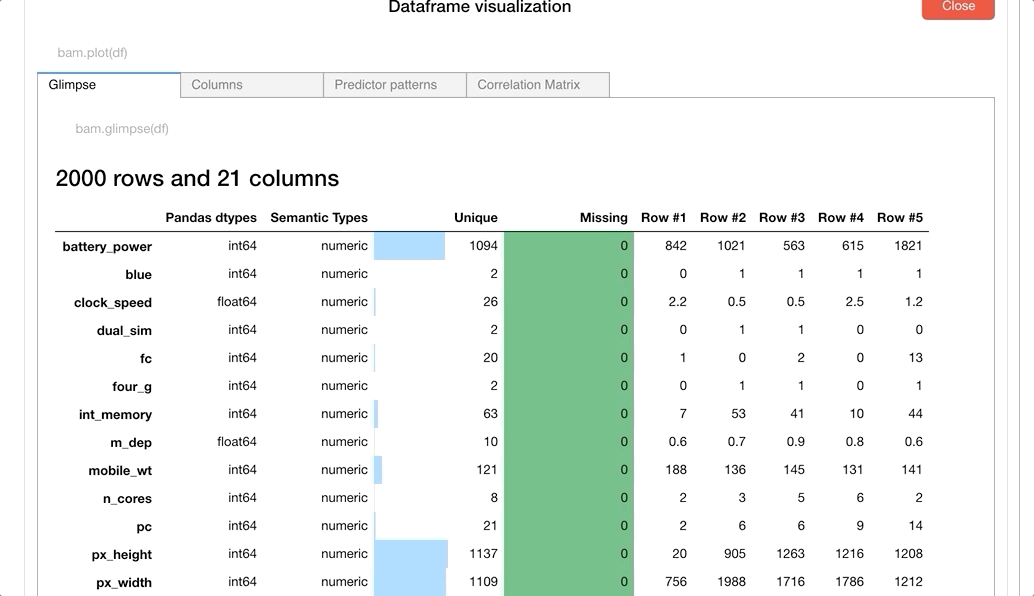 Dataframe visualization Close
bam.plot(df)
Glimpse Columns Predictor patterns Correlation Matrix
bam.glimpse(df)
2000 rows and 21 columns
Pandas dtypes Semantic Types Unique Missing Row #1 Row #2 Row #3 Row #4 Row #5
battery_power int64 numeric 1094 0 842 1021 563 615 1821
blue int64 numeric 2 0 0 1 1 1 1
clock_speed float64 numeric 26 0 2.2 0.5 0.5 2.5 1.2
dual_sim int64 numeric 2 0 0 1 1 0 0
fc int64 numeric 20 0 1 0 2 0 13
four_g int64 numeric 2 0 0 1 1 0 1
int_memory int64 numeric 63 0 7 53 41 10 44
m_dep float64 numeric 10 0 0.6 0.7 0.9 0.8 0.6
mobile_wt int64 numeric 121 0 188 136 145 131 141
n_cores int64 numeric 8 0 2 3 5 6 2
pc int64 numeric 21 0 2 6 6 9 14
px_height int64 numeric 1137 0 20 905 1263 1216 1208
px_width int64 numeric 1109 0 756 1988 1716 1786 1212